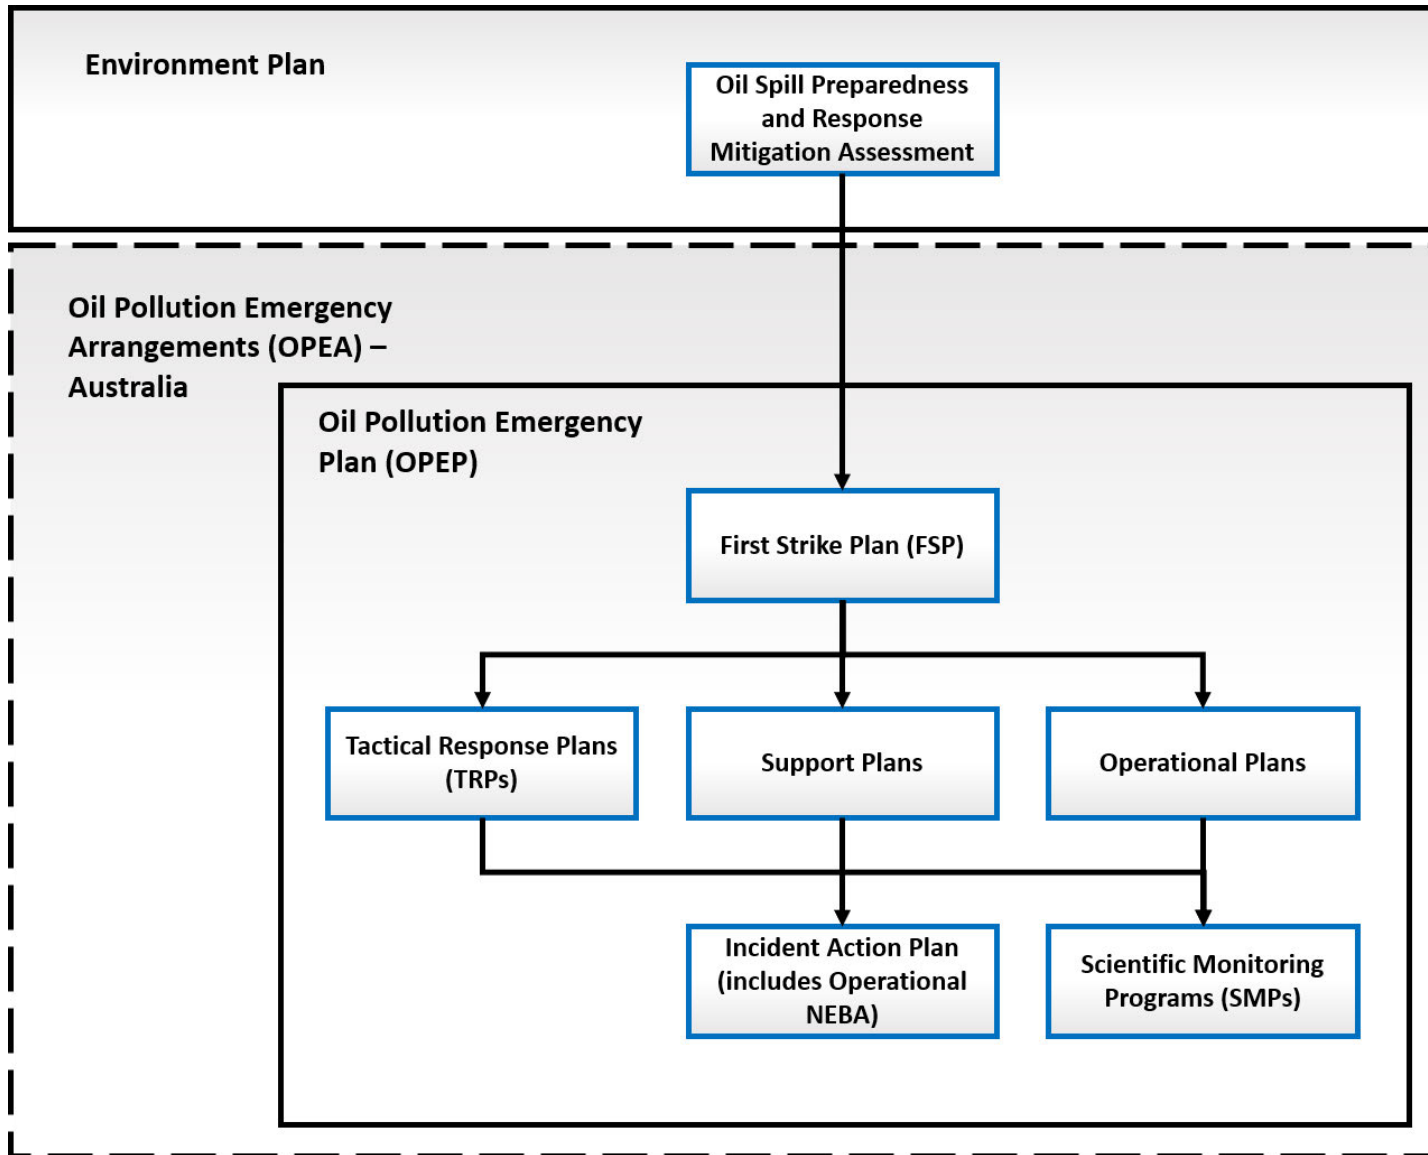 Environment Plan
Oil Spill Preparedness
and Response
Mitigation Assessment
Oil Pollution Emergency
Arrangements (OPEA) –
Australia
Oil Pollution Emergency
Plan (OPEP)
First Strike Plan (FSP)
Tactical Response Plans
(TRPs)
Support Plans
Operational Plans
Incident Action Plan
(includes Operational
NEBA)
Scientific Monitoring
Programs (SMPs)